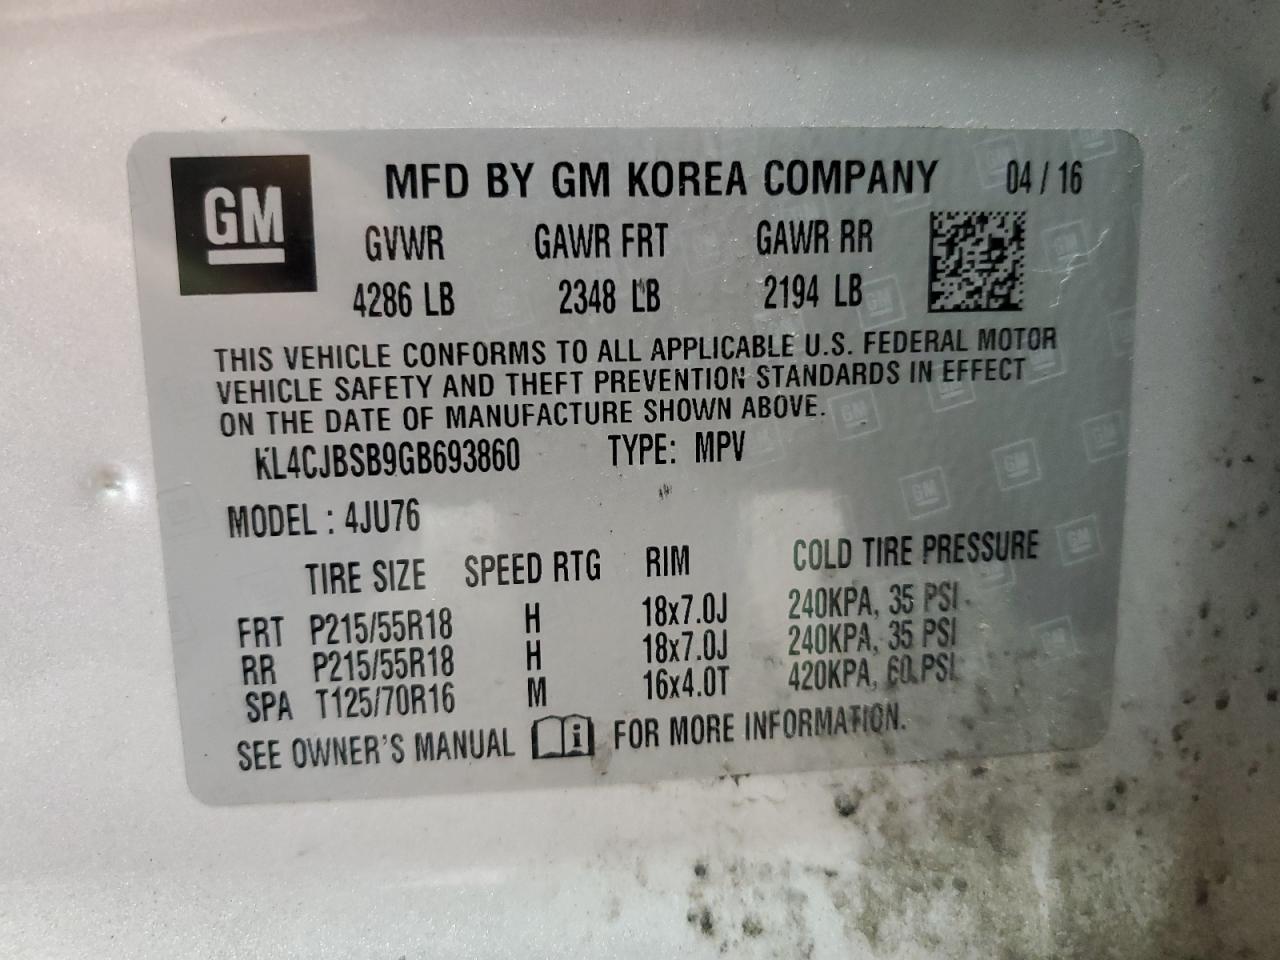 GM MFD BY GM KOREA COMPANY 04 / 16
GVWR GAWR FRT GAWR RR
4286 LB 2348 LB 2194 LB
THIS VEHICLE CONFORMS TO ALL APPLICABLE U.S. FEDERAL MOTOR
VEHICLE SAFETY AND THEFT PREVENTION STANDARDS IN EFFECT
ON THE DATE OF MANUFACTURE SHOWN ABOVE.
KL4CJBSB9GB693860 TYPE: MPV
MODEL : 4JU76
TIRE SIZE SPEED RTG RIM COLD TIRE PRESSURE
FRT P215/55R18 H 18x7.0J 240KPA, 35 PSI
RR P215/55R18 H 18x7.0J 240KPA, 35 PSI
SPA T125/70R16 M 16x4.0T 420KPA, 60 PSI
SEE OWNER'S MANUAL i FOR MORE INFORMATION.